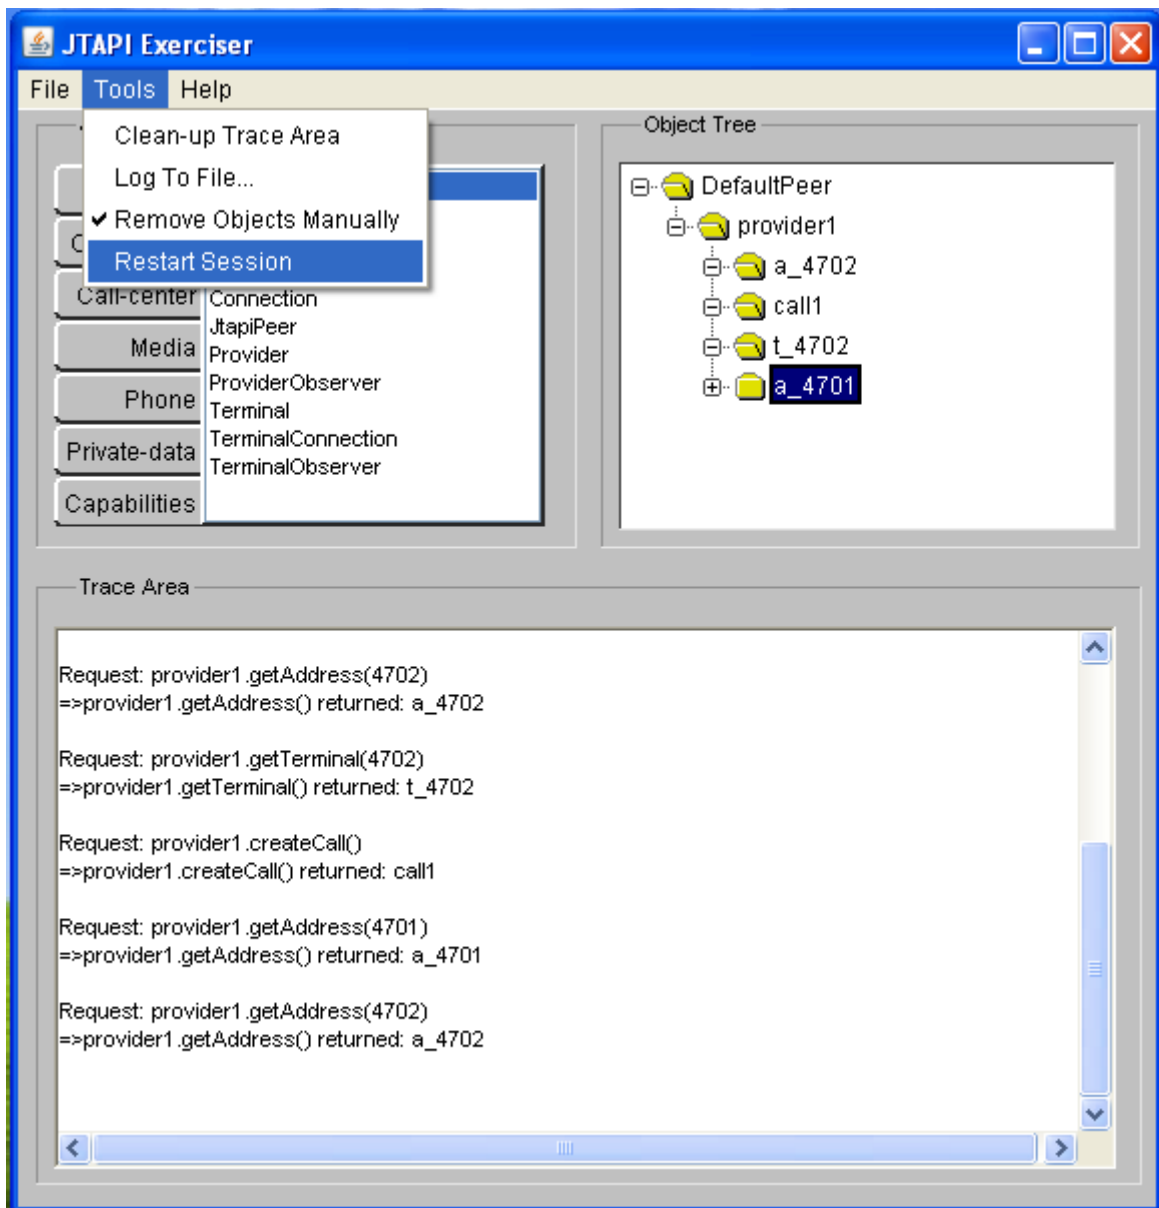 JTAPI Exerciser
File Tools Help
Clean-up Trace Area
Log To File...
Remove Objects Manually
Restart Session
Call-center
Media
Phone
Private-data
Capabilities
Connection
JtapiPeer
Provider
ProviderObserver
Terminal
TerminalConnection
TerminalObserver
Object Tree
DefaultPeer
provider1
a_4702
call1
t_4702
a_4701
Trace Area
Request: provider1.getAddress(4702)
=>provider1.getAddress() returned: a_4702
Request: provider1.getTerminal(4702)
=>provider1.getTerminal() returned: t_4702
Request: provider1.createCall()
=>provider1.createCall() returned: call1
Request: provider1.getAddress(4701)
=>provider1.getAddress() returned: a_4701
Request: provider1.getAddress(4702)
=>provider1.getAddress() returned: a_4702